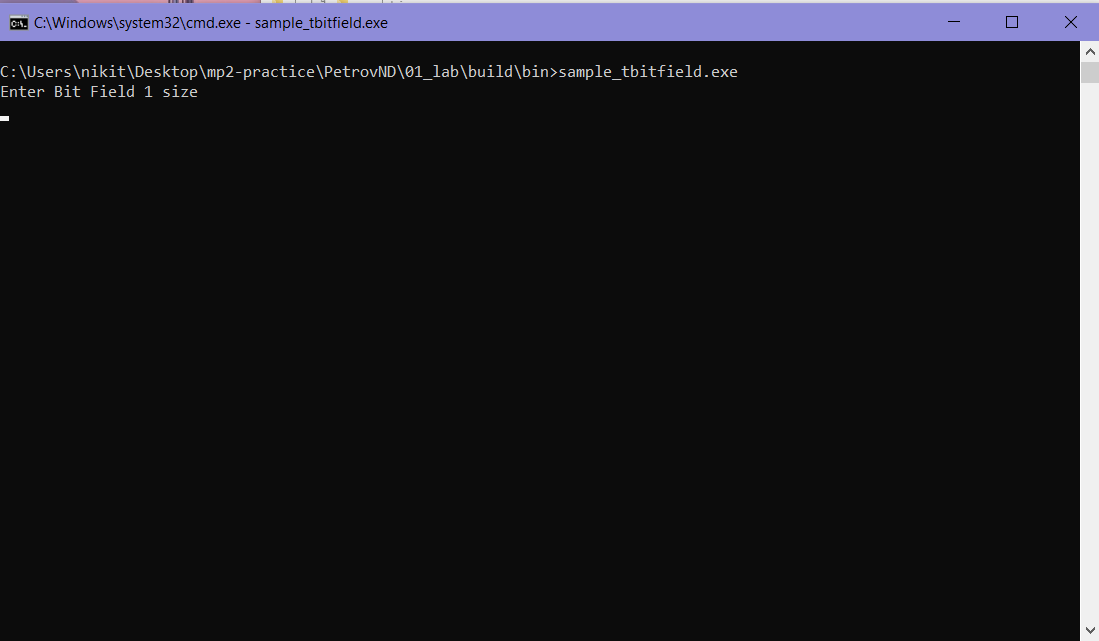 C:\Windows\system32\cmd.exe - sample_tbitfield.exe
C:\Users\nikit\Desktop\mp2-practice\PetrovND\01_lab\build\bin>sample_tbitfield.exe
Enter Bit Field 1 size